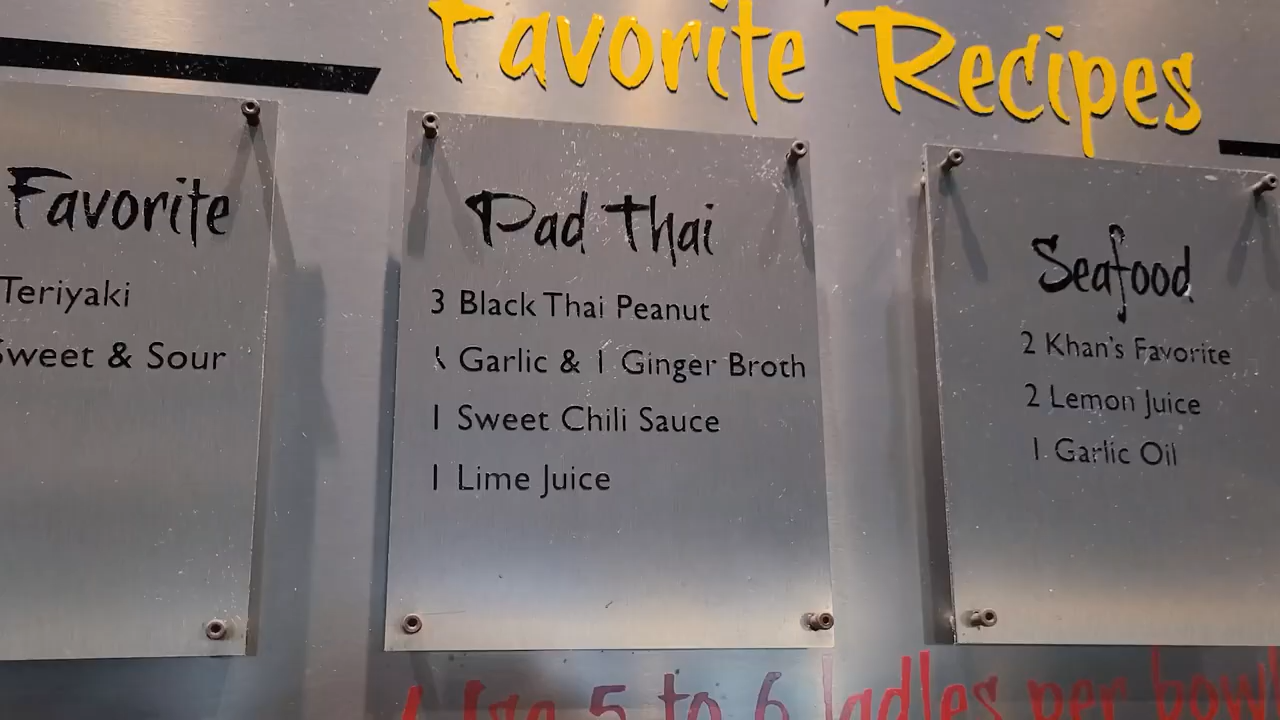 Favorite Recipes
Favorite
Teriyaki
Sweet & Sour
Pad Thai
3 Black Thai Peanut
1 Garlic & 1 Ginger Broth
1 Sweet Chili Sauce
1 Lime Juice
Seafood
2 Khan's Favorite
2 Lemon Juice
1 Garlic Oil
Use 5 to 6 ladles per bowl